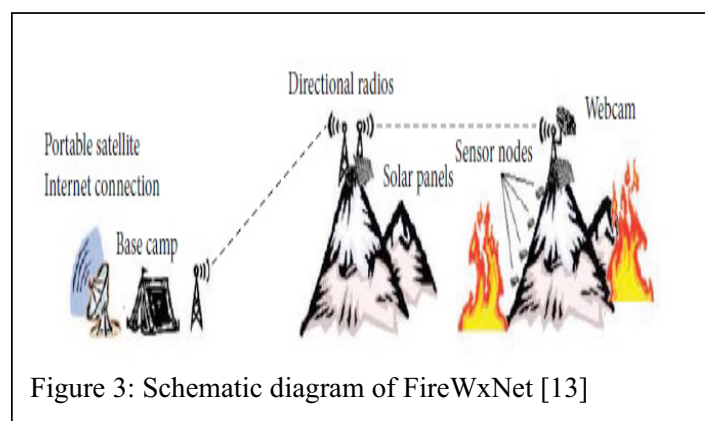 Directional radios
Webcam
Portable satellite
Internet connection
Sensor nodes
Solar panels
Base camp
Figure 3: Schematic diagram of FireWxNet [13]